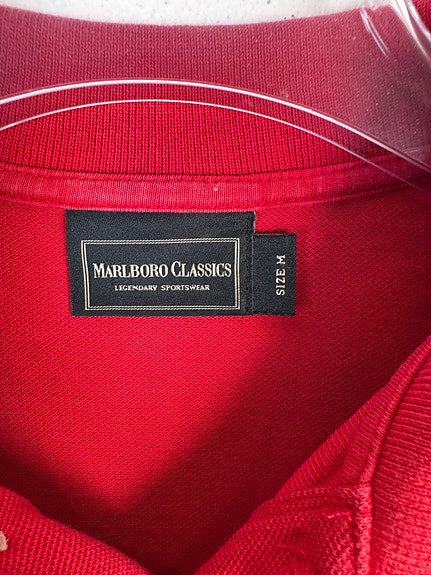 MARLBORO CLASSICS
LEGENDARY SPORTSWEAR
SIZE M